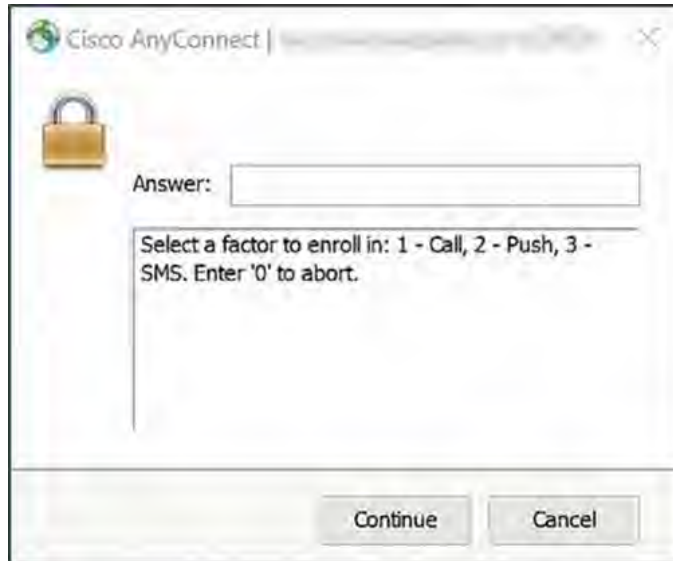 Cisco AnyConnect |
Answer:
Select a factor to enroll in: 1 - Call, 2 - Push, 3 -
SMS. Enter '0' to abort.
Continue Cancel